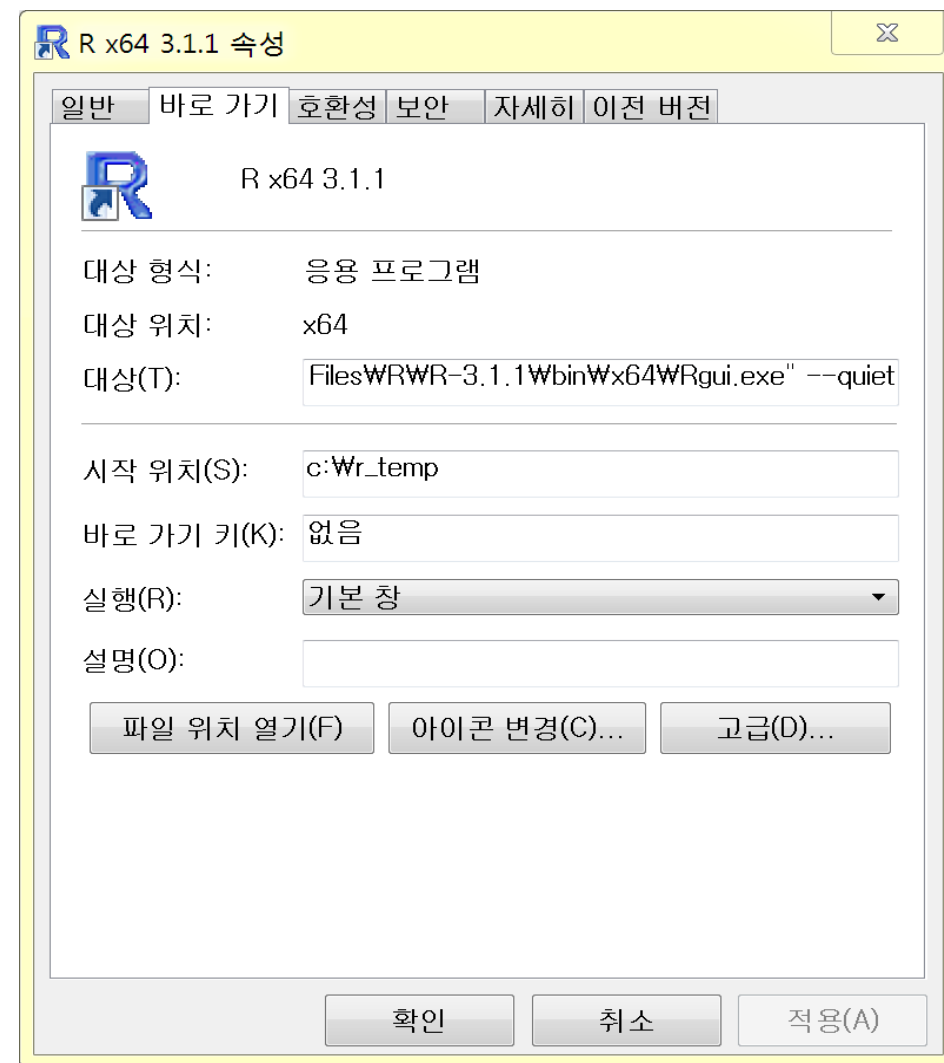 R x64 3.1.1 속성
일반 바로 가기 호환성 보안 자세히 이전 버전
R x64 3.1.1
대상 형식: 응용 프로그램
대상 위치: x64
대상(T): Files₩R₩R-3.1.1₩bin₩x64₩Rgui.exe" --quiet
시작 위치(S): c:₩r_temp
바로 가기 키(K): 없음
실행(R): 기본 창
설명(O):
파일 위치 열기(F) 아이콘 변경(C)... 고급(D)...
확인 취소 적용(A)